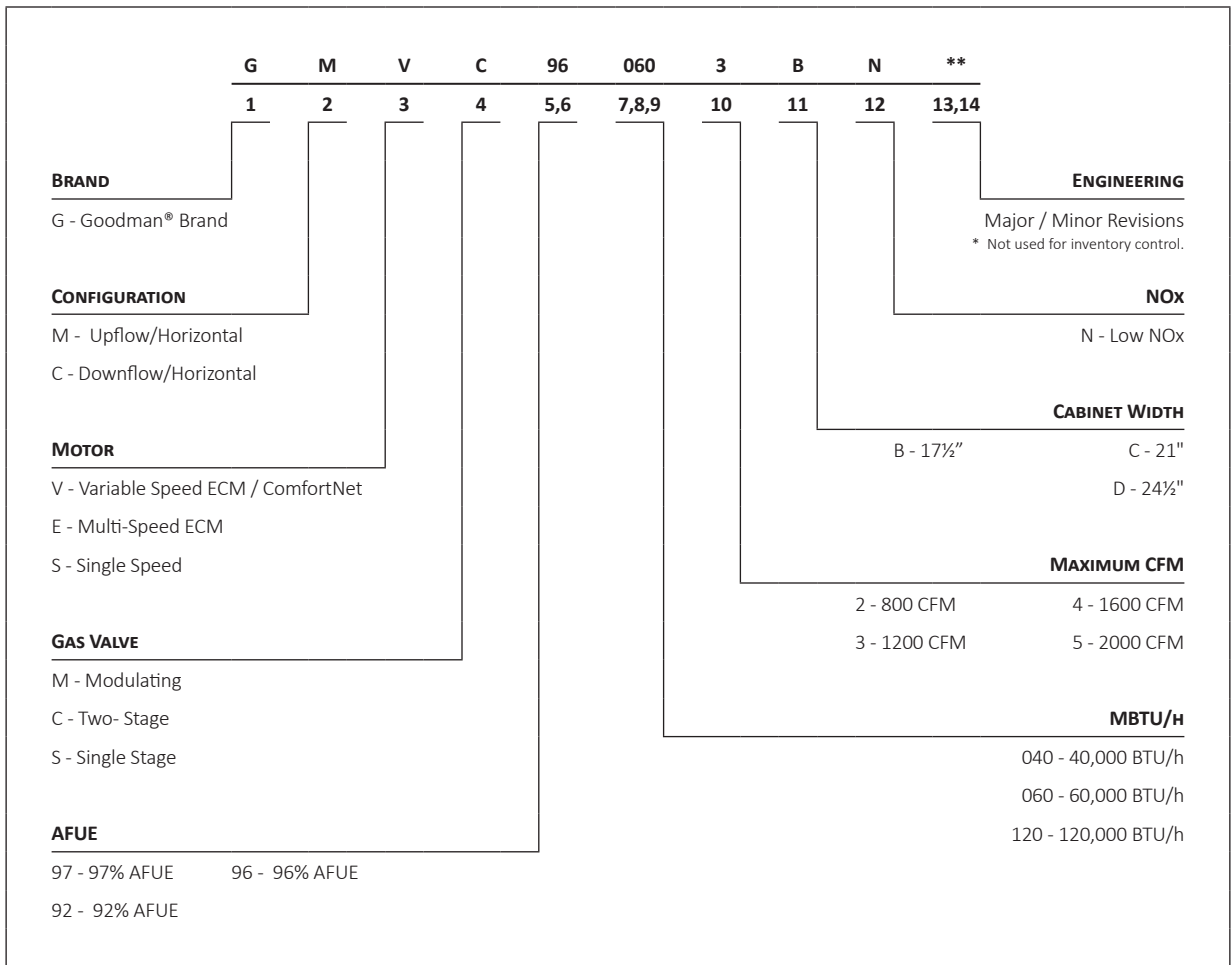 G M V C 96 060 3 B N **
1 2 3 4 5,6 7,8,9 10 11 12 13,14
BRAND
G - Goodman® Brand
CONFIGURATION
M - Upflow/Horizontal
C - Downflow/Horizontal
MOTOR
V - Variable Speed ECM / ComfortNet
E - Multi-Speed ECM
S - Single Speed
GAS VALVE
M - Modulating
C - Two- Stage
S - Single Stage
AFUE
97 - 97% AFUE 96 - 96% AFUE
92 - 92% AFUE
ENGINEERING
Major / Minor Revisions
* Not used for inventory control.
NOx
N - Low NOx
CABINET WIDTH
B - 17½” C - 21"
D - 24½"
MAXIMUM CFM
2 - 800 CFM 4 - 1600 CFM
3 - 1200 CFM 5 - 2000 CFM
MBTU/H
040 - 40,000 BTU/h
060 - 60,000 BTU/h
120 - 120,000 BTU/h